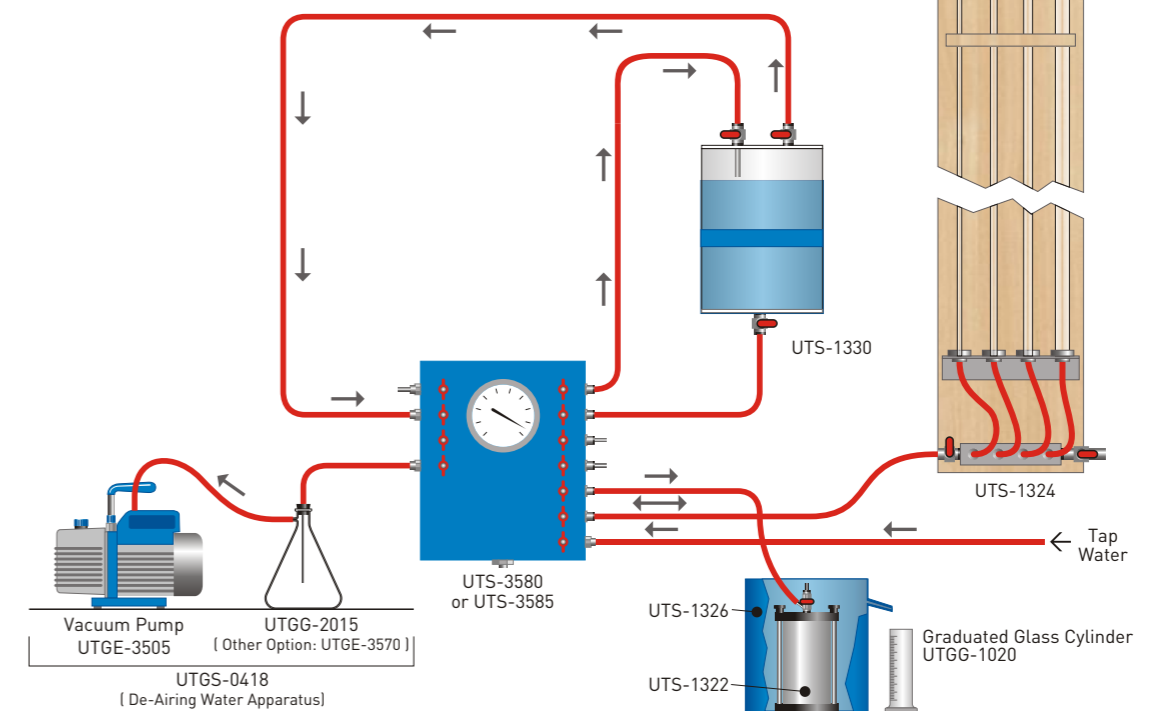 UTS-1330
UTS-1324
Tap
Water
UTS-3580
or UTS-3585
Vacuum Pump
UTGE-3505
UTGG-2015
( Other Option: UTGE-3570 )
UTGS-0418
( De-Airing Water Apparatus)
UTS-1326
UTS-1322
Graduated Glass Cylinder
UTGG-1020